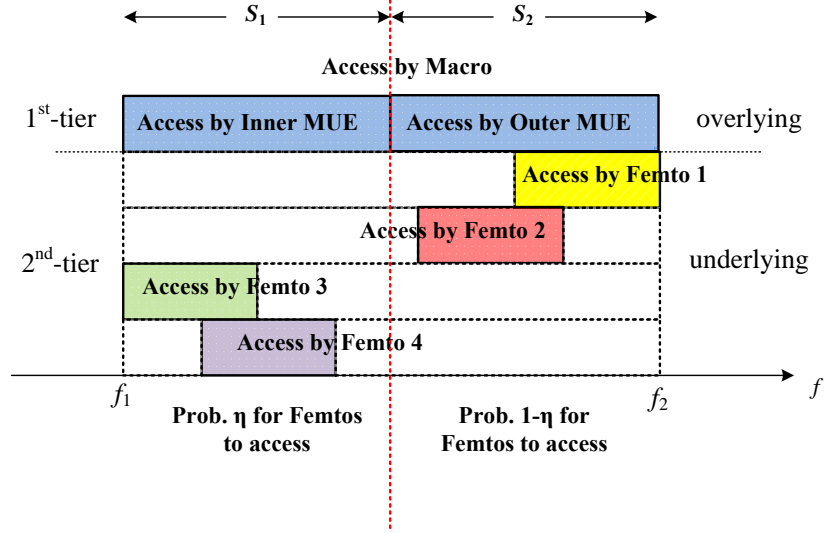 S₁ S₂
Access by Macro
1st-tier Access by Inner MUE Access by Outer MUE overlying
Access by Femto 1
Access by Femto 2
2nd-tier underlying
Access by Femto 3
Access by Femto 4
f₁ f₂ f
Prob. η for Femtos
to access
Prob. 1-η for
Femtos to access